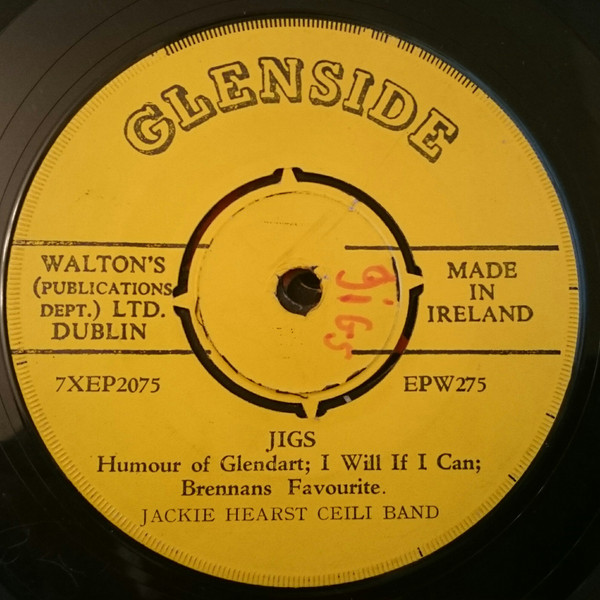 GLENSIDE
WALTON'S
(PUBLICATIONS
DEPT.) LTD.
DUBLIN
MADE
IN
IRELAND
jigs
7XEP2075
EPW275
JIGS
Humour of Glendart; I Will If I Can;
Brennans Favourite.
JACKIE HEARST CEILI BAND